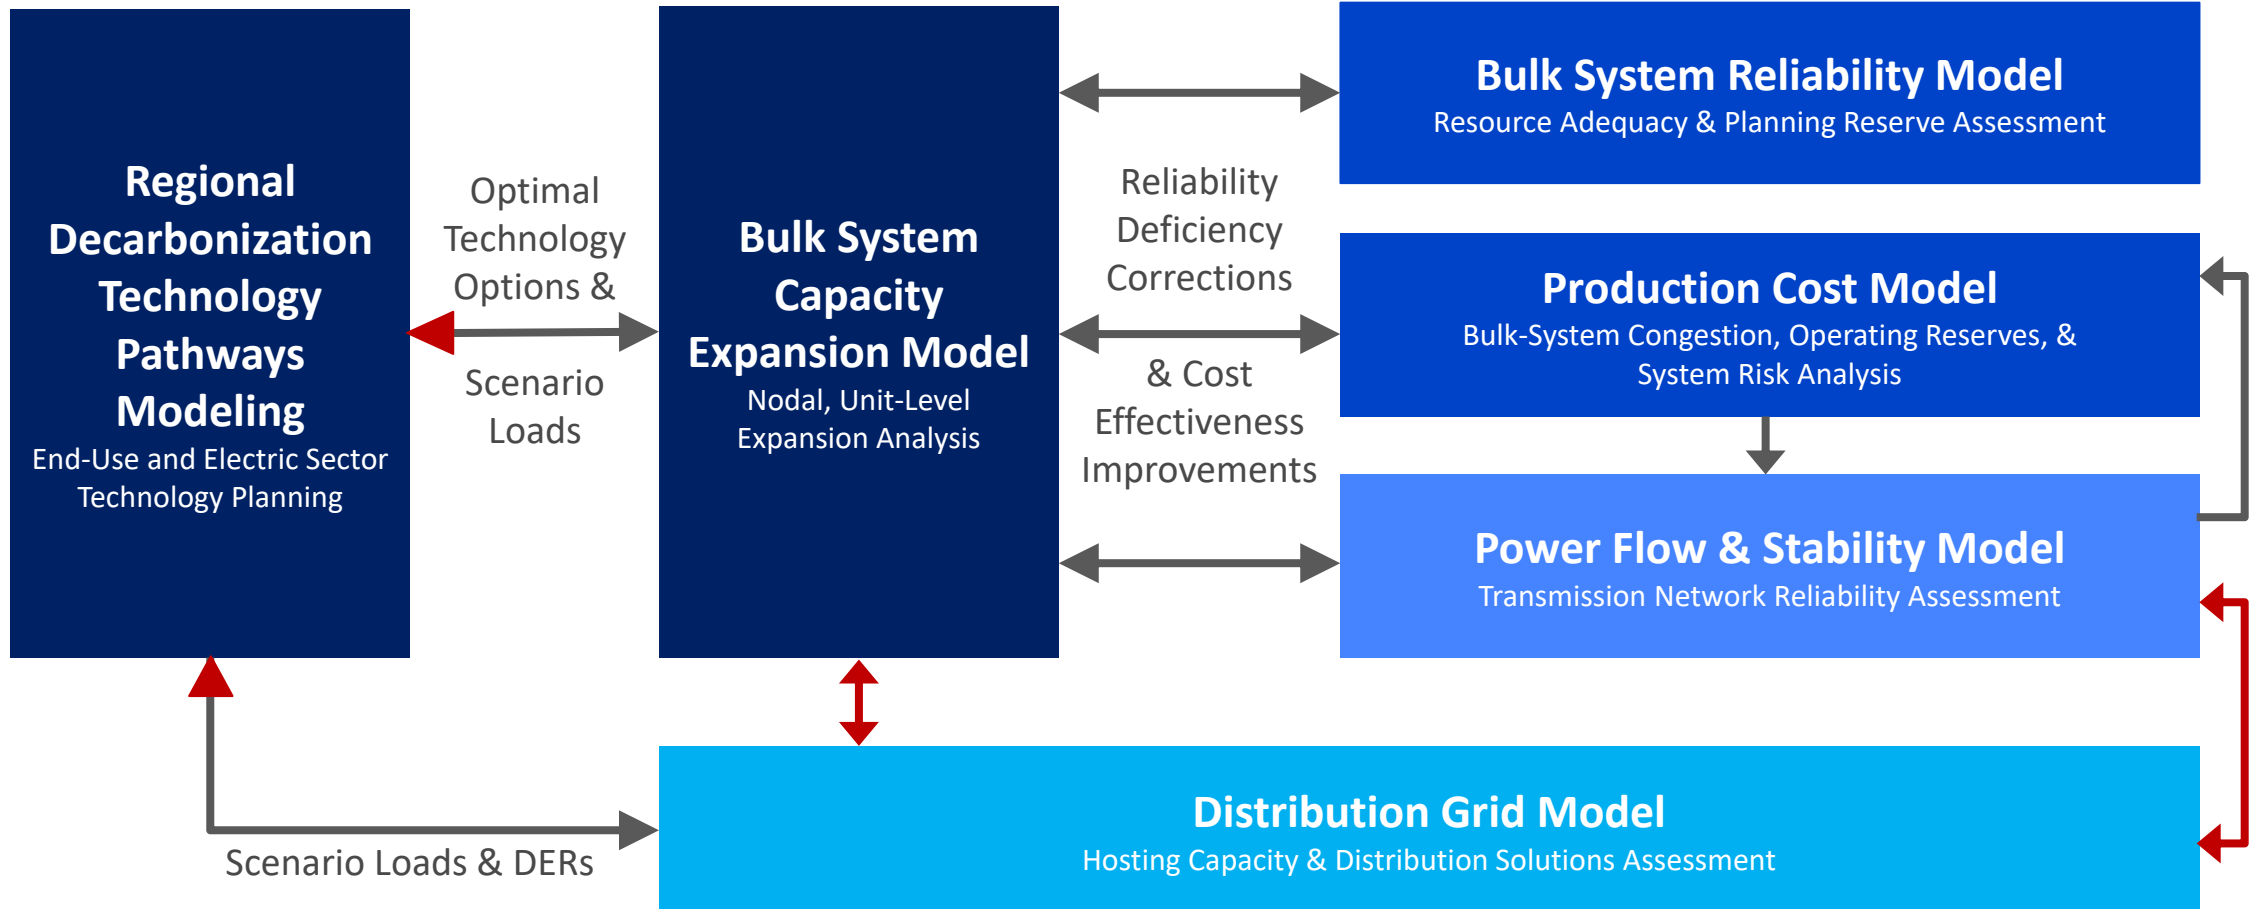 Regional
Decarbonization
Technology
Pathways
Modeling
End-Use and Electric Sector
Technology Planning
Optimal
Technology
Options &
Scenario
Loads
Bulk System
Capacity
Expansion Model
Nodal, Unit-Level
Expansion Analysis
Reliability
Deficiency
Corrections
& Cost
Effectiveness
Improvements
Bulk System Reliability Model
Resource Adequacy & Planning Reserve Assessment
Production Cost Model
Bulk-System Congestion, Operating Reserves, &
System Risk Analysis
Power Flow & Stability Model
Transmission Network Reliability Assessment
Scenario Loads & DERs
Distribution Grid Model
Hosting Capacity & Distribution Solutions Assessment